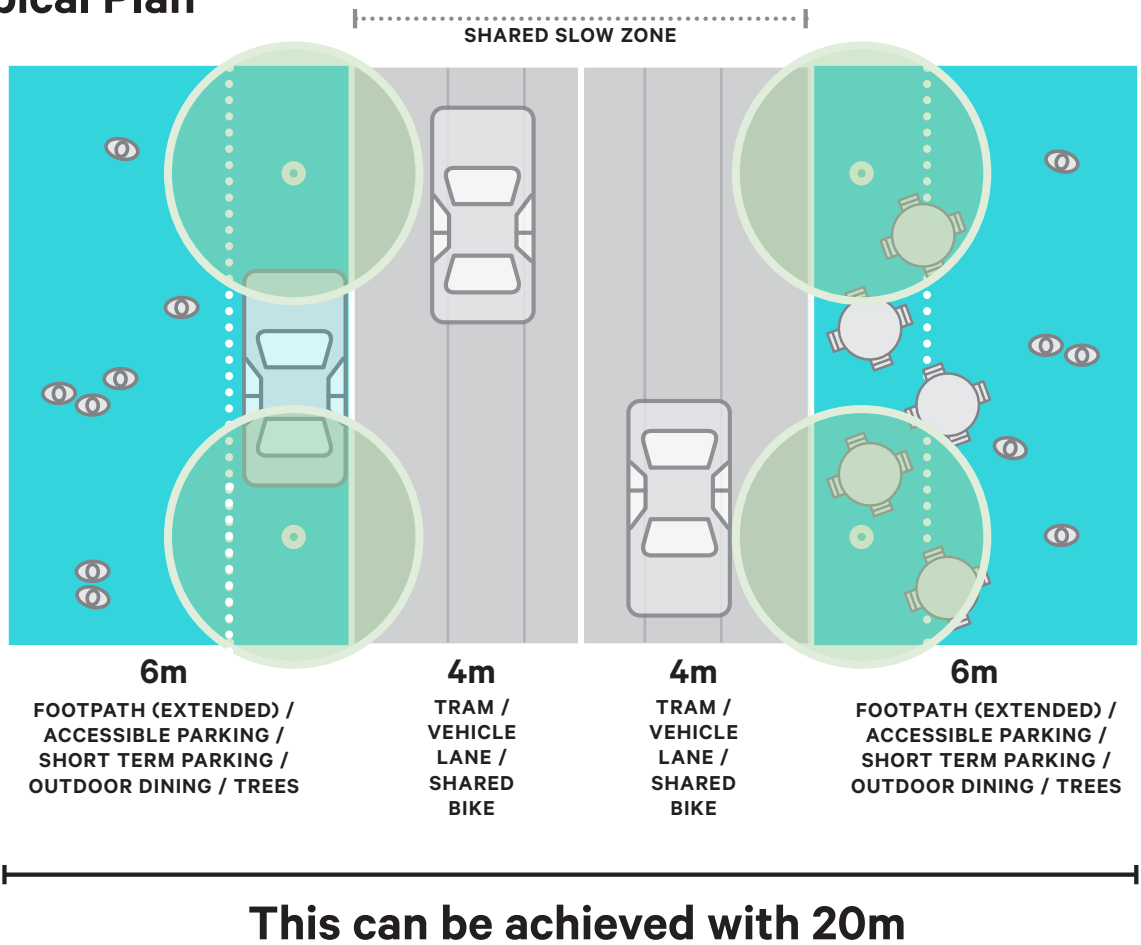 Plan
SHARED SLOW ZONE
6m
FOOTPATH (EXTENDED) /
ACCESSIBLE PARKING /
SHORT TERM PARKING /
OUTDOOR DINING / TREES
4m
TRAM /
VEHICLE
LANE /
SHARED
BIKE
4m
TRAM /
VEHICLE
LANE /
SHARED
BIKE
6m
FOOTPATH (EXTENDED) /
ACCESSIBLE PARKING /
SHORT TERM PARKING /
OUTDOOR DINING / TREES
This can be achieved with 20m